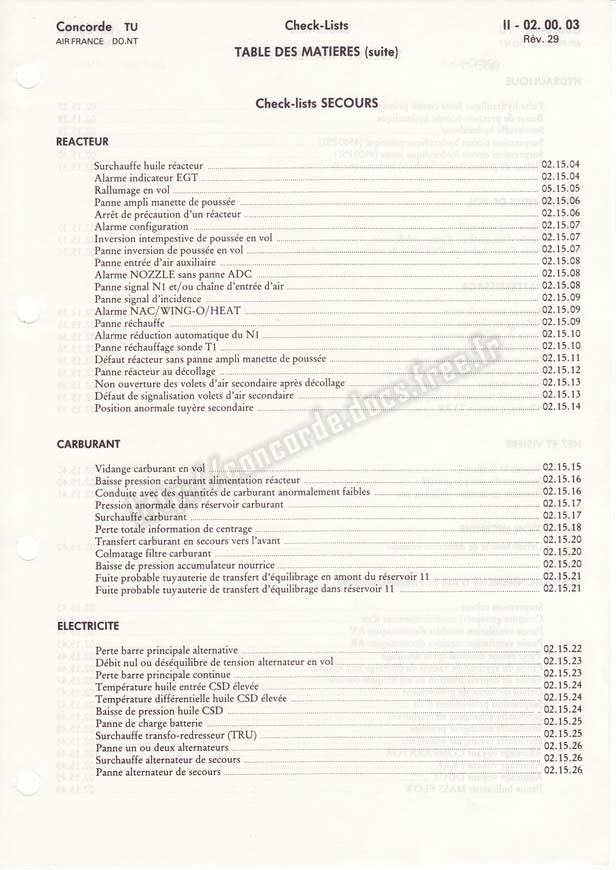 Concorde TU
AIR FRANCE DO.NT
Check-Lists
TABLE DES MATIERES (suite)
II - 02. 00. 03
Rév. 29
Check-lists SECOURS
REACTEUR
Surchauffe huile réacteur 02.15.04
Alarme indicateur EGT 02.15.04
Rallumage en vol 05.15.05
Panne ampli manette de poussée 02.15.06
Arrêt de précaution d'un réacteur 02.15.06
Alarme configuration 02.15.07
Inversion intempestive de poussée en vol 02.15.07
Panne inversion de poussée en vol 02.15.07
Panne entrée d'air auxiliaire 02.15.08
Alarme NOZZLE sans panne ADC 02.15.08
Panne signal N1 et/ou chaîne d'entrée d'air 02.15.08
Panne signal d'incidence 02.15.09
Alarme NAC/WING-O/HEAT 02.15.09
Panne réchauffe 02.15.09
Alarme réduction automatique du N1 02.15.10
Panne réchauffage sonde T1 02.15.10
Défaut réacteur sans panne ampli manette de poussée 02.15.11
Panne réacteur au décollage 02.15.12
Non ouverture des volets d'air secondaire après décollage 02.15.13
Défaut de signalisation volets d'air secondaire 02.15.13
Position anormale tuyère secondaire 02.15.14
CARBURANT
Vidange carburant en vol 02.15.15
Baisse pression carburant alimentation réacteur 02.15.16
Conduite avec des quantités de carburant anormalement faibles 02.15.16
Pression anormale dans réservoir carburant 02.15.17
Surchauffe carburant 02.15.17
Perte totale information de centrage 02.15.18
Transfert carburant en secours vers l'avant 02.15.20
Colmatage filtre carburant 02.15.20
Baisse de pression accumulateur nourrice 02.15.20
Fuite probable tuyauterie de transfert d'équilibrage en amont du réservoir 11 02.15.21
Fuite probable tuyauterie de transfert d'équilibrage dans réservoir 11 02.15.21
ELECTRICITE
Perte barre principale alternative 02.15.22
Débit nul ou déséquilibre de tension alternateur en vol 02.15.23
Perte barre principale continue 02.15.23
Température huile entrée CSD élevée 02.15.24
Température différentielle huile CSD élevée 02.15.24
Baisse de pression huile CSD 02.15.24
Panne de charge batterie 02.15.25
Surchauffe transfo-redresseur (TRU) 02.15.25
Panne un ou deux alternateurs 02.15.26
Surchauffe alternateur de secours 02.15.26
Panne alternateur de secours 02.15.26
http://concorde.docs.free.fr